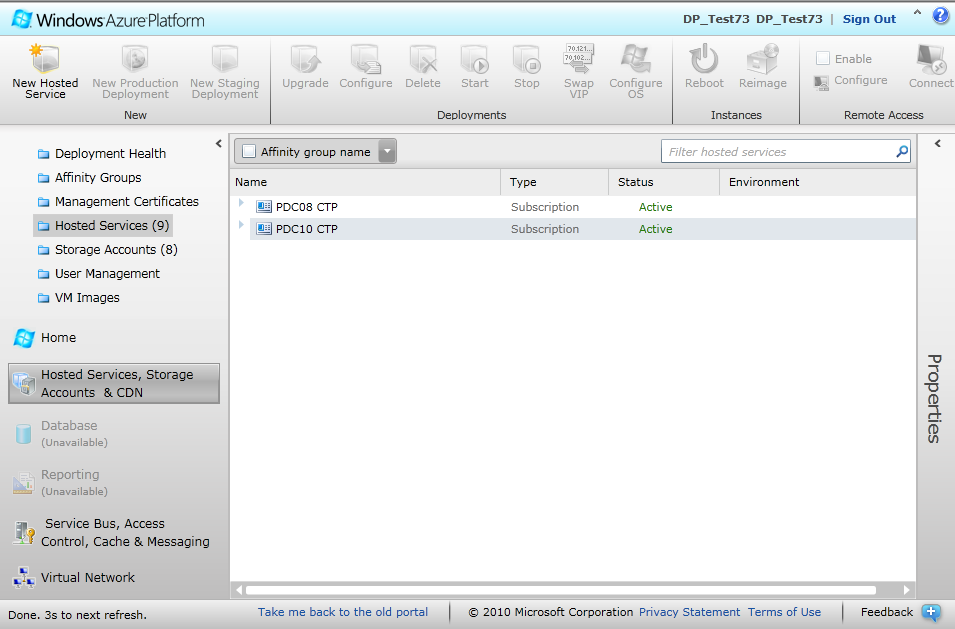 Windows Azure Platform
DP_Test73 DP_Test73 | Sign Out
New Hosted
Service
New Production
Deployment
New Staging
Deployment
New
Upgrade
Configure
Delete
Start
Stop
70.121...
70.102...
Swap
VIP
Configure
OS
Deployments
Reboot
Reimage
Instances
Enable
Configure
Connect
Remote Access
Deployment Health
Affinity Groups
Management Certificates
Hosted Services (9)
Storage Accounts (8)
User Management
VM Images
Home
Hosted Services, Storage
Accounts & CDN
Database
(Unavailable)
Reporting
(Unavailable)
Service Bus, Access
Control, Cache & Messaging
Virtual Network
Affinity group name
Filter hosted services
Name Type Status Environment
PDC08 CTP Subscription Active
PDC10 CTP Subscription Active
Properties
Done. 3s to next refresh.
Take me back to the old portal
© 2010 Microsoft Corporation Privacy Statement Terms of Use
Feedback